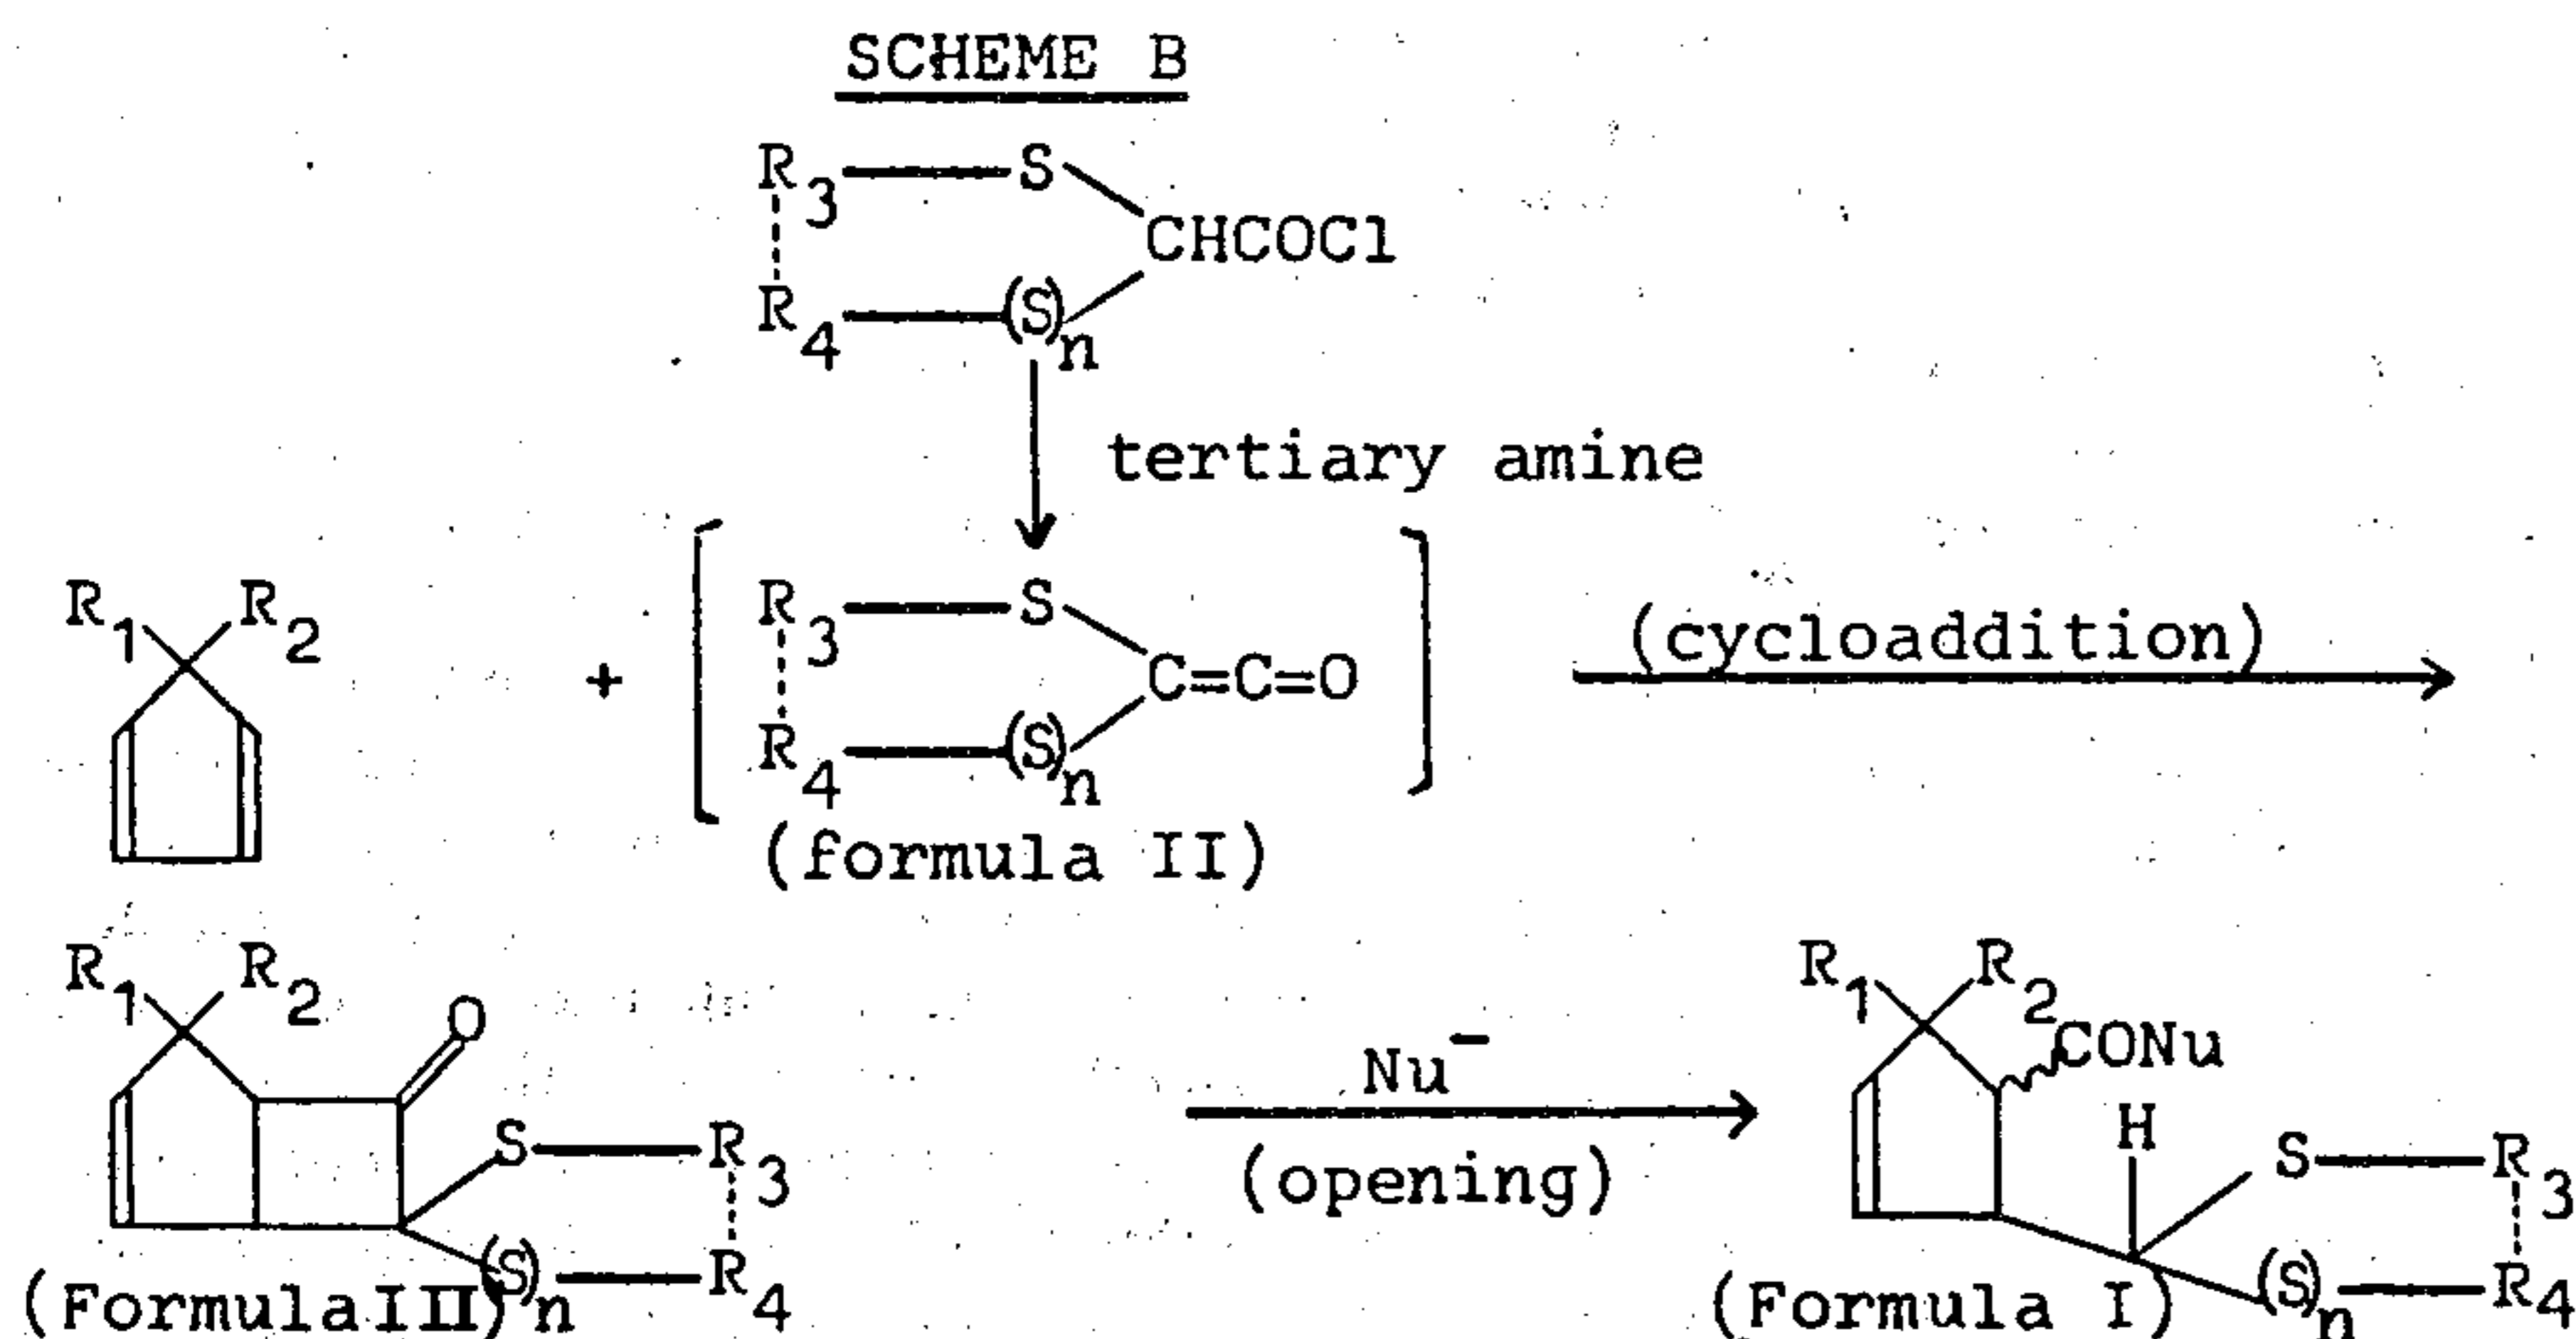 SCHEME B
R3 S
CHCOCl
R4 (S)n
tertiary amine
R1 R2
+
R3 S
C=C=O
R4 (S)n
(formula II)
(cycloaddition)
R1 R2 O
S R3
(S)n R4
(Formula III)
Nu-
(opening)
R1 R2
CONu
H
S R3
(S)n R4
(Formula I)